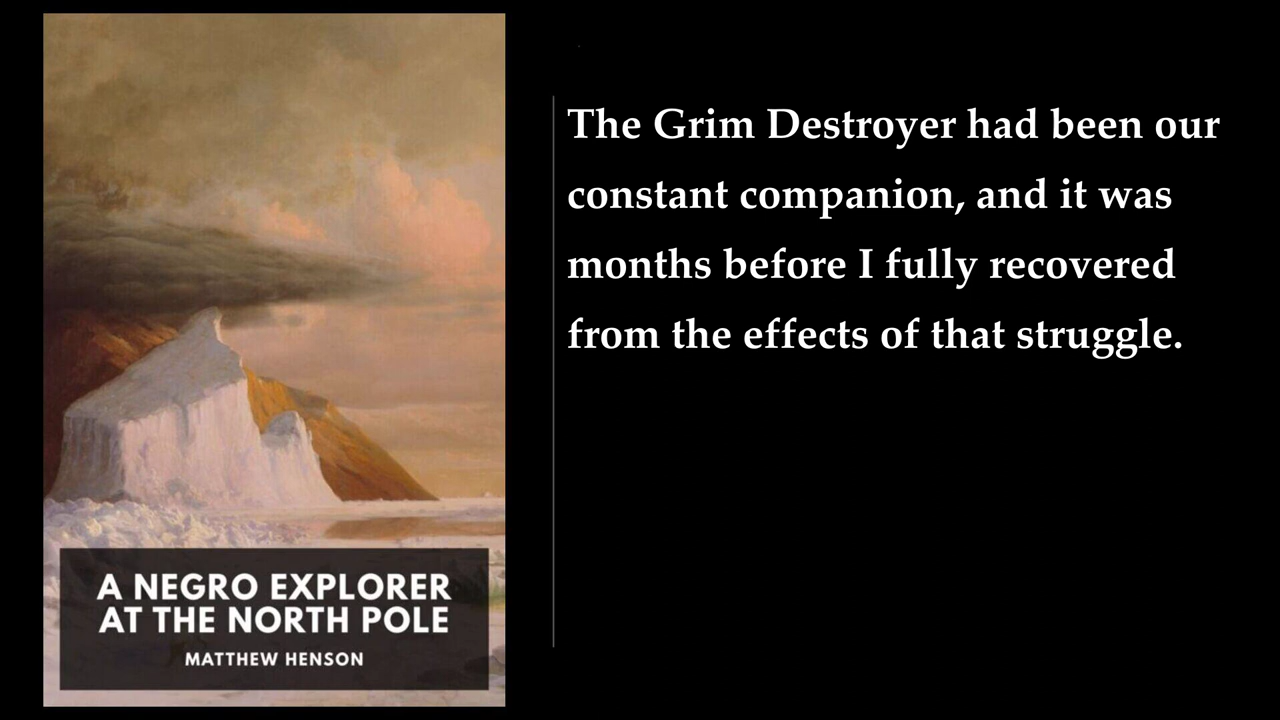 The Grim Destroyer had been our
constant companion, and it was
months before I fully recovered
from the effects of that struggle.
A NEGRO EXPLORER
AT THE NORTH POLE
MATTHEW HENSON